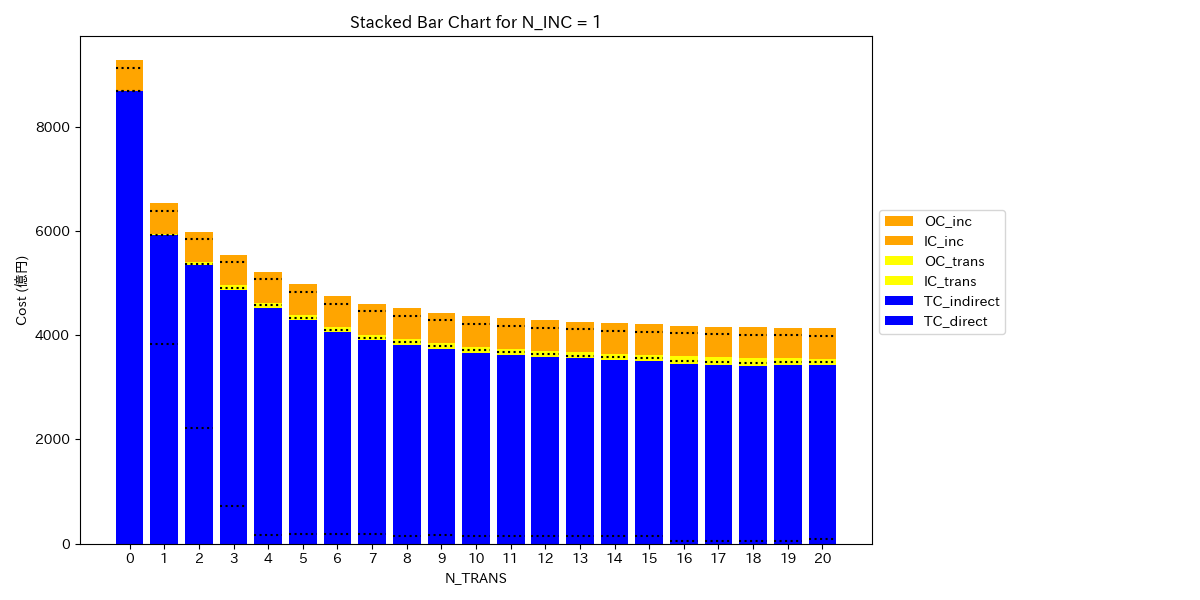 Stacked Bar Chart for N_INC = 1
Cost (億円)
8000
6000
4000
2000
0
0 1 2 3 4 5 6 7 8 9 10 11 12 13 14 15 16 17 18 19 20
N_TRANS
OC_inc
IC_inc
OC_trans
IC_trans
TC_indirect
TC_direct